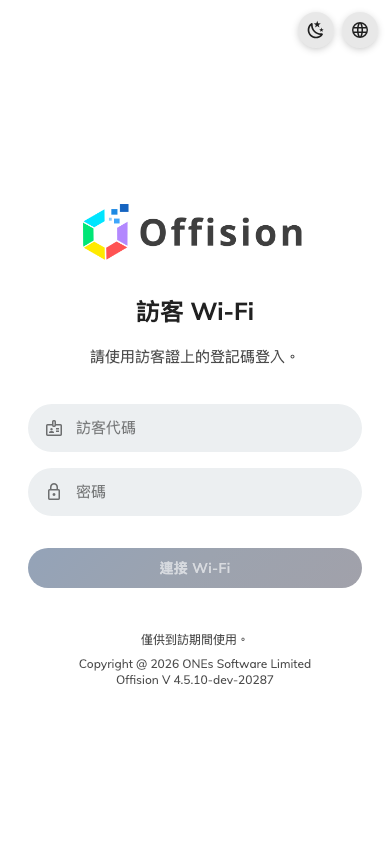 Offision
訪客 Wi-Fi
請使用訪客證上的登記碼登入。
訪客代碼
密碼
連接 Wi-Fi
僅供到訪期間使用。
Copyright @ 2026 ONEs Software Limited
Offision V 4.5.10-dev-20287